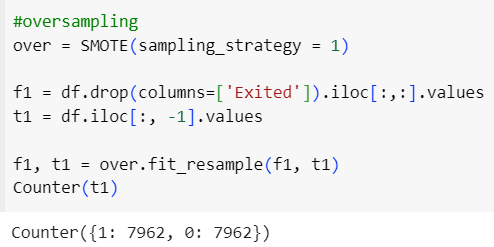 #oversampling
over = SMOTE(sampling_strategy = 1)
f1 = df.drop(columns=['Exited']).iloc[:,:].values
t1 = df.iloc[:, -1].values
f1, t1 = over.fit_resample(f1, t1)
Counter(t1)
Counter({1: 7962, 0: 7962})